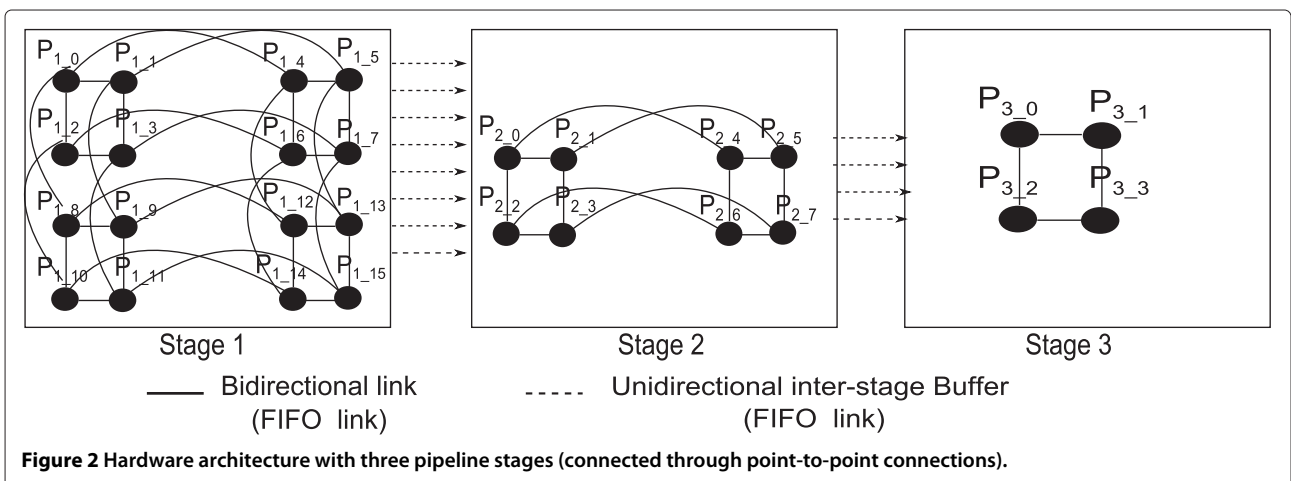 P1_0 P1_1 P1_4 P1_5
P1_2 P1_3 P1_6 P1_7
P1_8 P1_9 P1_12 P1_13
P1_10 P1_11 P1_14 P1_15
P2_0 P2_1 P2_4 P2_5
P2_2 P2_3 P2_6 P2_7
P3_0 P3_1
P3_2 P3_3
Stage 1 Stage 2 Stage 3
Bidirectional link Unidirectional inter-stage Buffer
(FIFO link) (FIFO link)
Figure 2 Hardware architecture with three pipeline stages (connected through point-to-point connections).